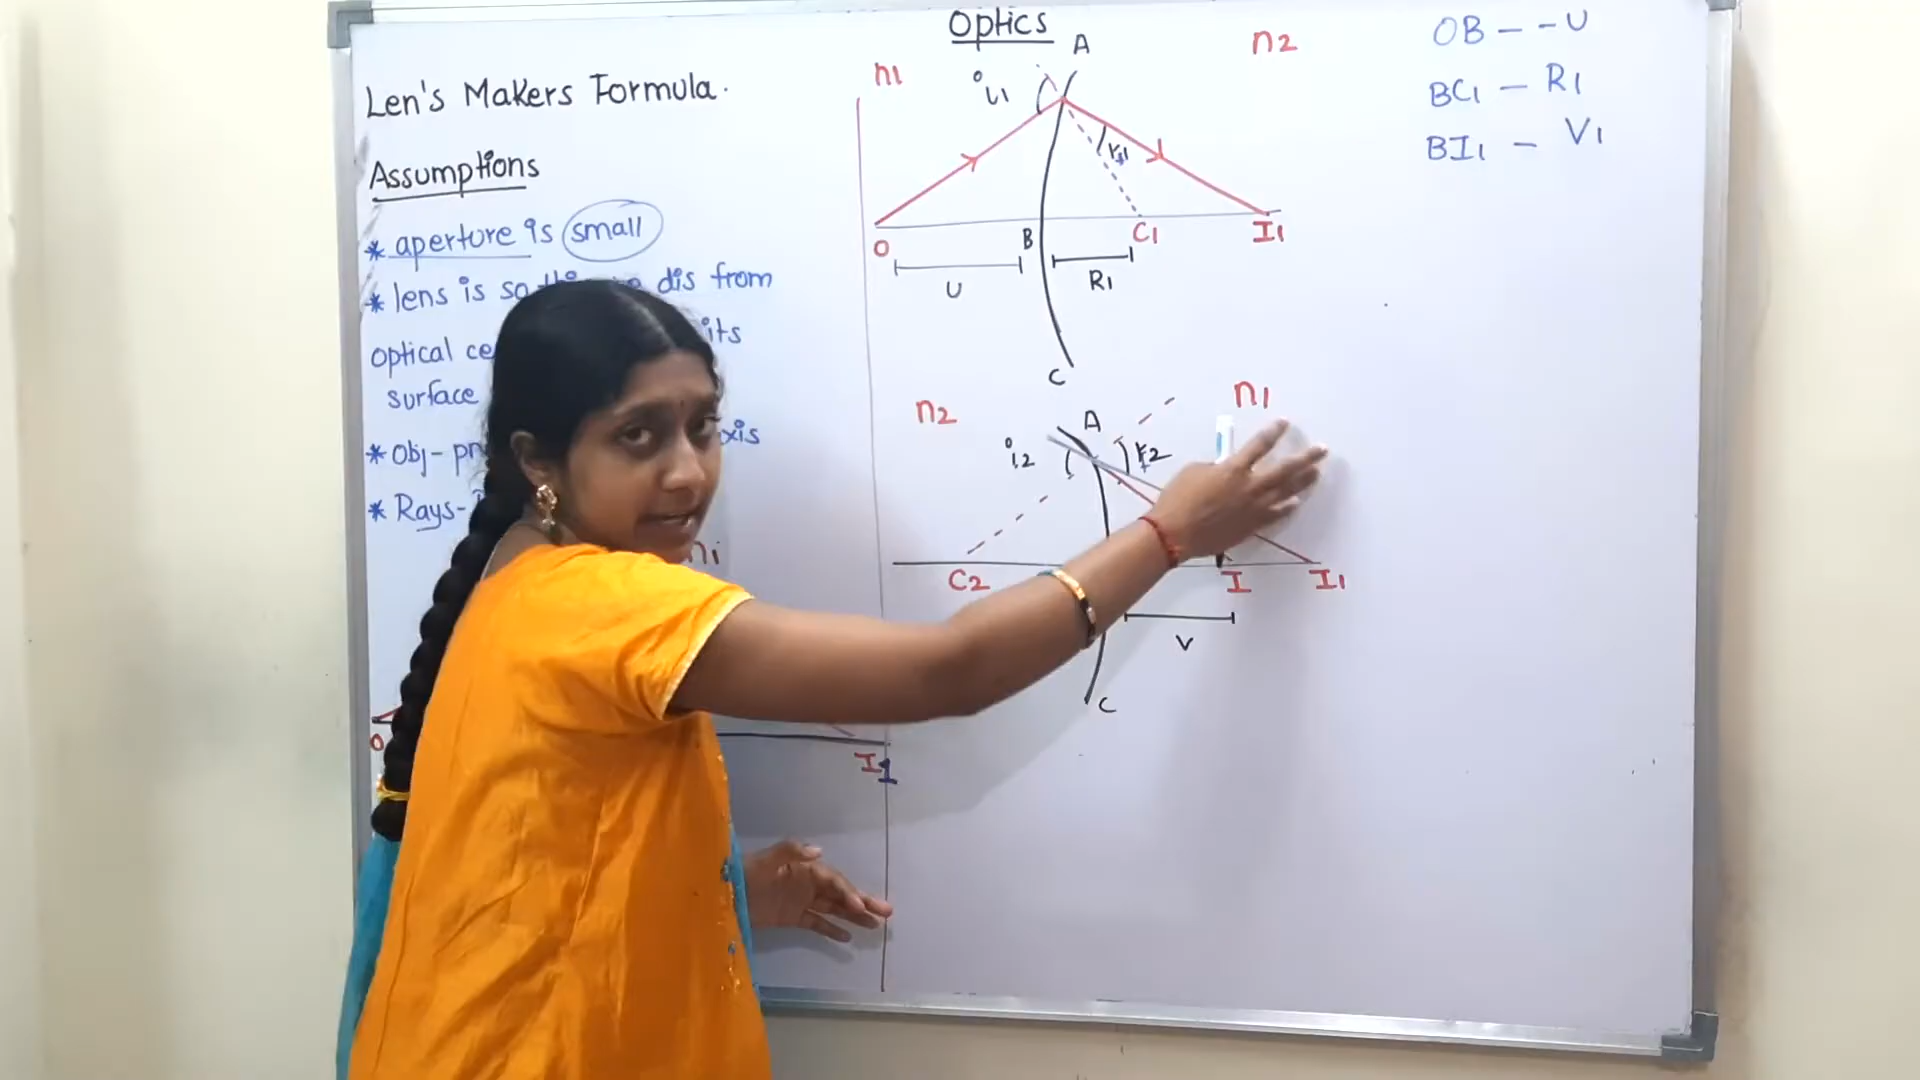 Optics
Len's Makers Formula.
Assumptions
* aperture is small
* lens is so dis from
optical its
surface
* Obj- xis
* Rays-
n1
O
I1
n1
n2
A
i1
r1
O
B
C1
I1
U
R1
C
n2
n1
A
i2
r2
C2
I
I1
V
C
OB - - U
BC1 - R1
BI1 - V1